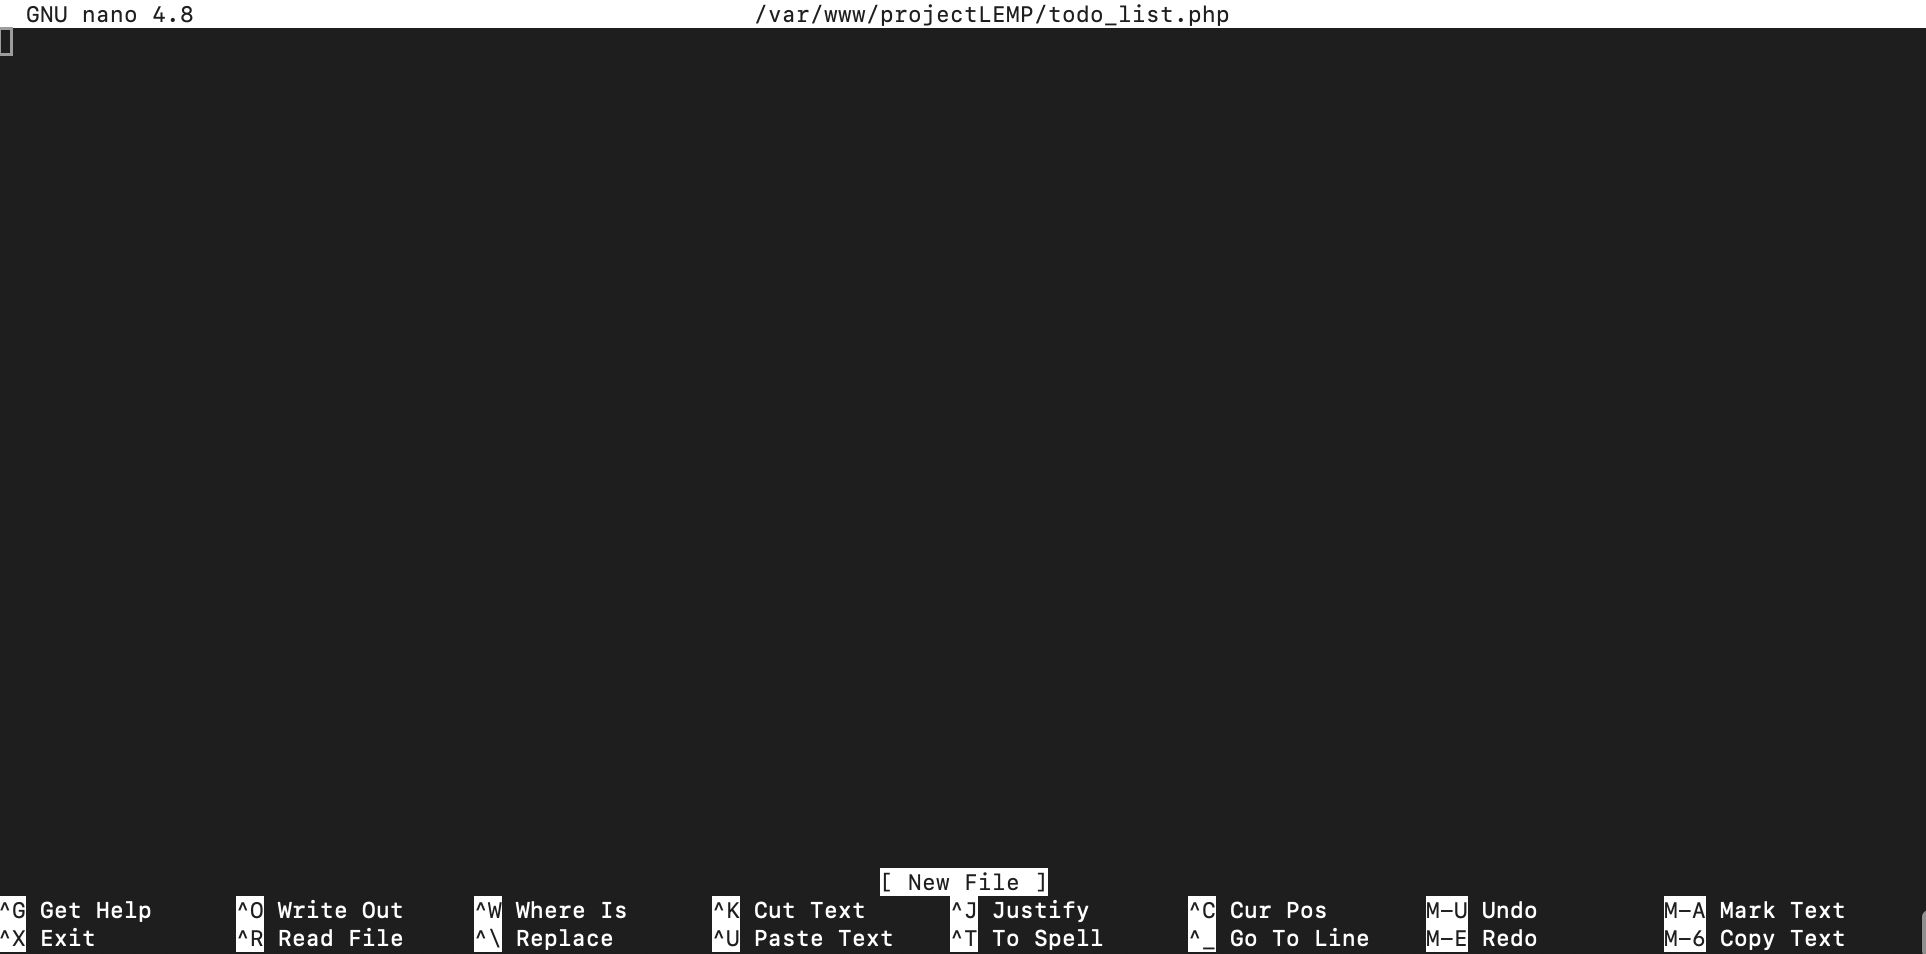 GNU nano 4.8 /var/www/projectLEMP/todo_list.php
[ New File ]
^G Get Help ^O Write Out ^W Where Is ^K Cut Text ^J Justify ^C Cur Pos M-U Undo M-A Mark Text
^X Exit ^R Read File ^\ Replace ^U Paste Text ^T To Spell ^_ Go To Line M-E Redo M-6 Copy Text